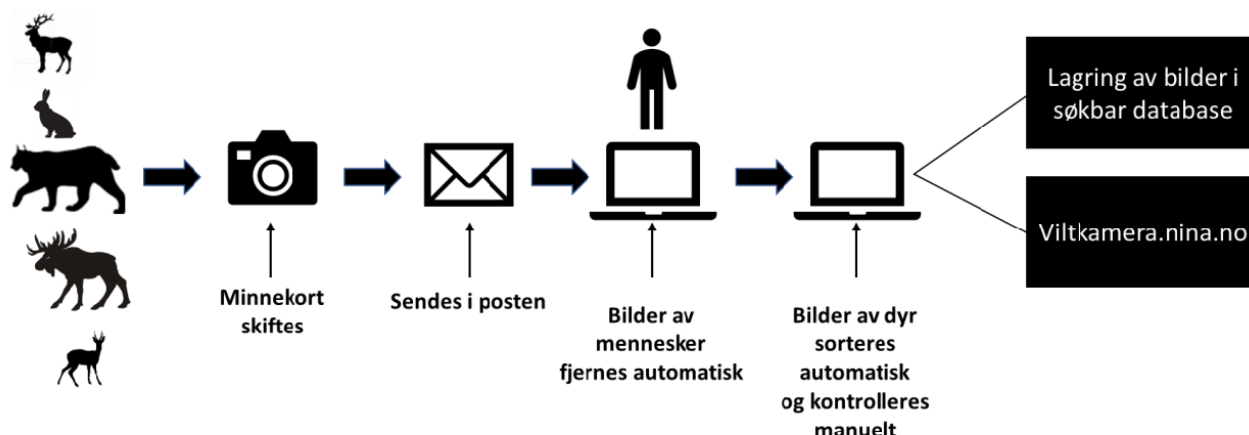 Minnekort
skiftes
Sendes i posten
Bilder av
mennesker
fjernes automatisk
Bilder av dyr
sorteres
automatisk
og kontrolleres
manuelt
Lagring av bilder i
søkbar database
Viltkamera.nina.no